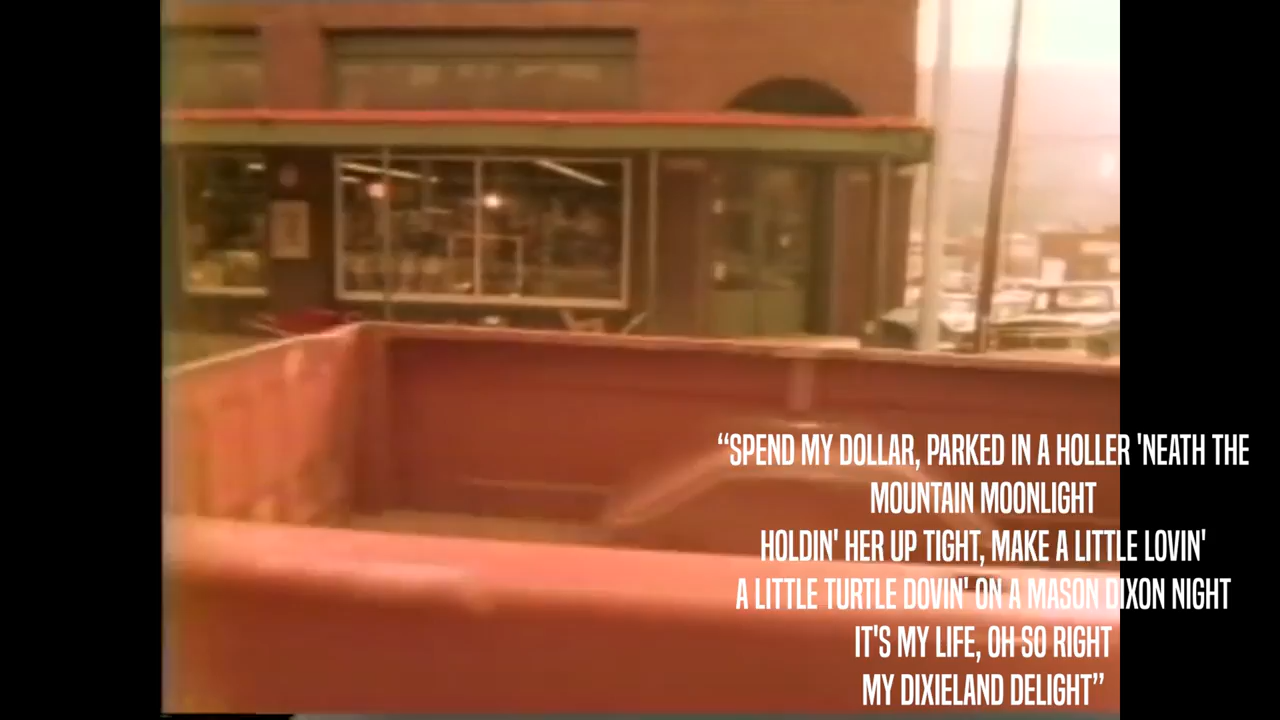 “SPEND MY DOLLAR, PARKED IN A HOLLER 'NEATH THE
MOUNTAIN MOONLIGHT
HOLDIN' HER UP TIGHT, MAKE A LITTLE LOVIN'
A LITTLE TURTLE DOVIN' ON A MASON DIXON NIGHT
IT'S MY LIFE, OH SO RIGHT
MY DIXIELAND DELIGHT”